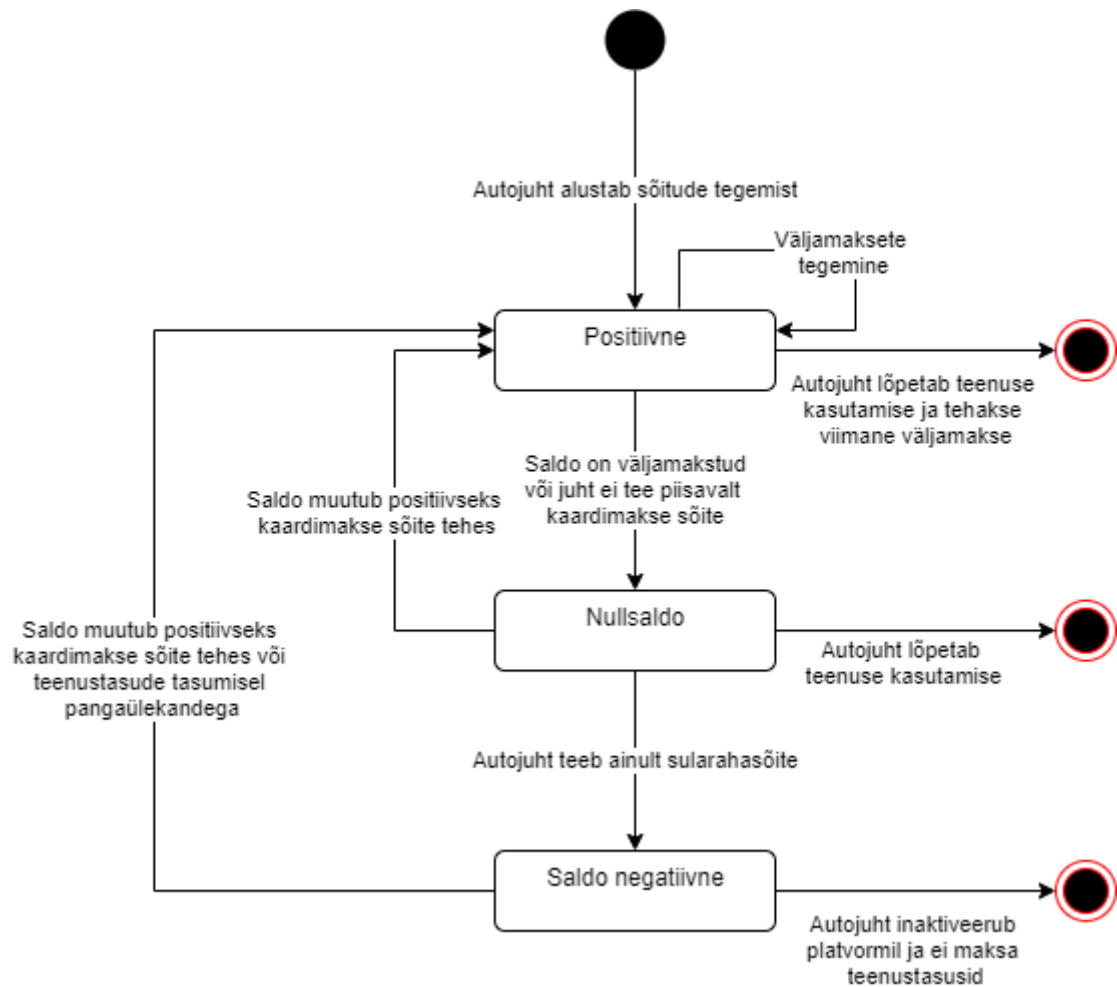 Autojuht alustab sõitude tegemist
Väljamaksete
tegemine
Positiivne
Autojuht lõpetab teenuse
kasutamise ja tehakse
viimane väljamakse
Saldo on väljamakstud
või juht ei tee piisavalt
kaardimakse sõite
Saldo muutub positiivseks
kaardimakse sõite tehes
Nullsaldo
Autojuht lõpetab
teenuse kasutamise
Saldo muutub positiivseks
kaardimakse sõite tehes või
teenustasude tasumisel
pangaülekandega
Autojuht teeb ainult sularahasõite
Saldo negatiivne
Autojuht inaktiveerub
platvormil ja ei maksa
teenustasusid